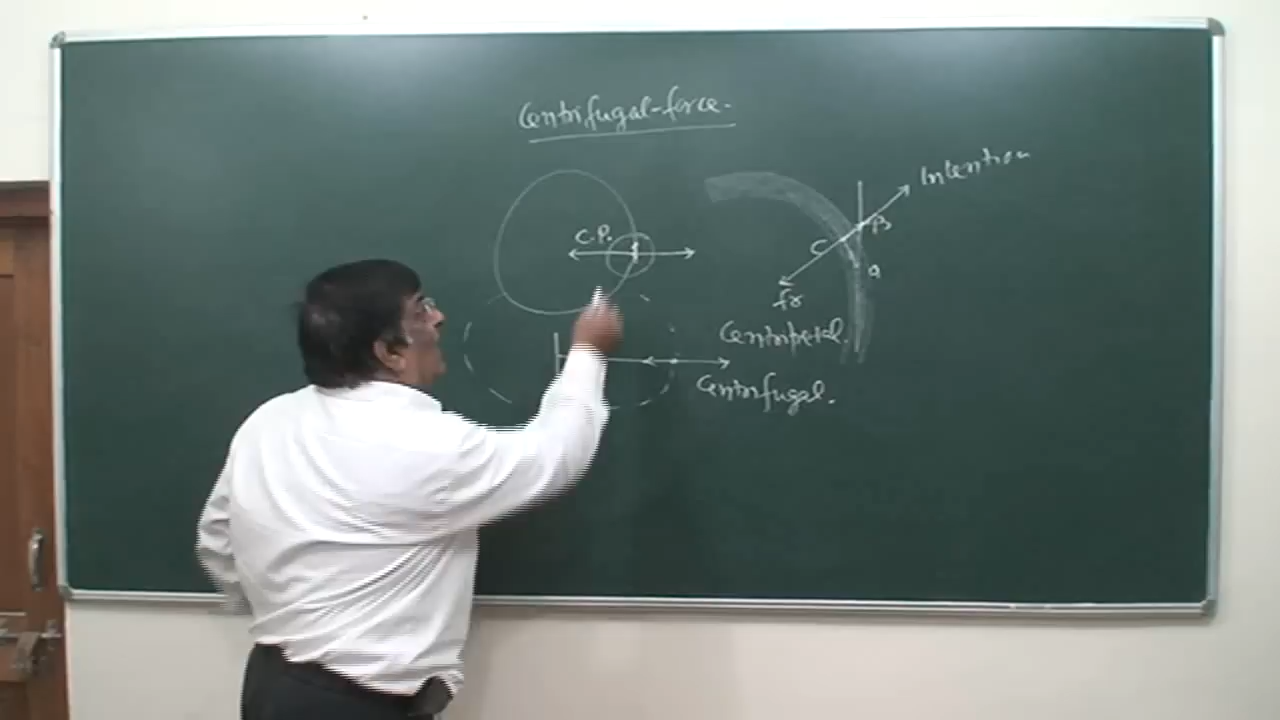 Centrifugal-force.
Intention
C.P.
B
C
a
fr
Centripetal.
Centrifugal.